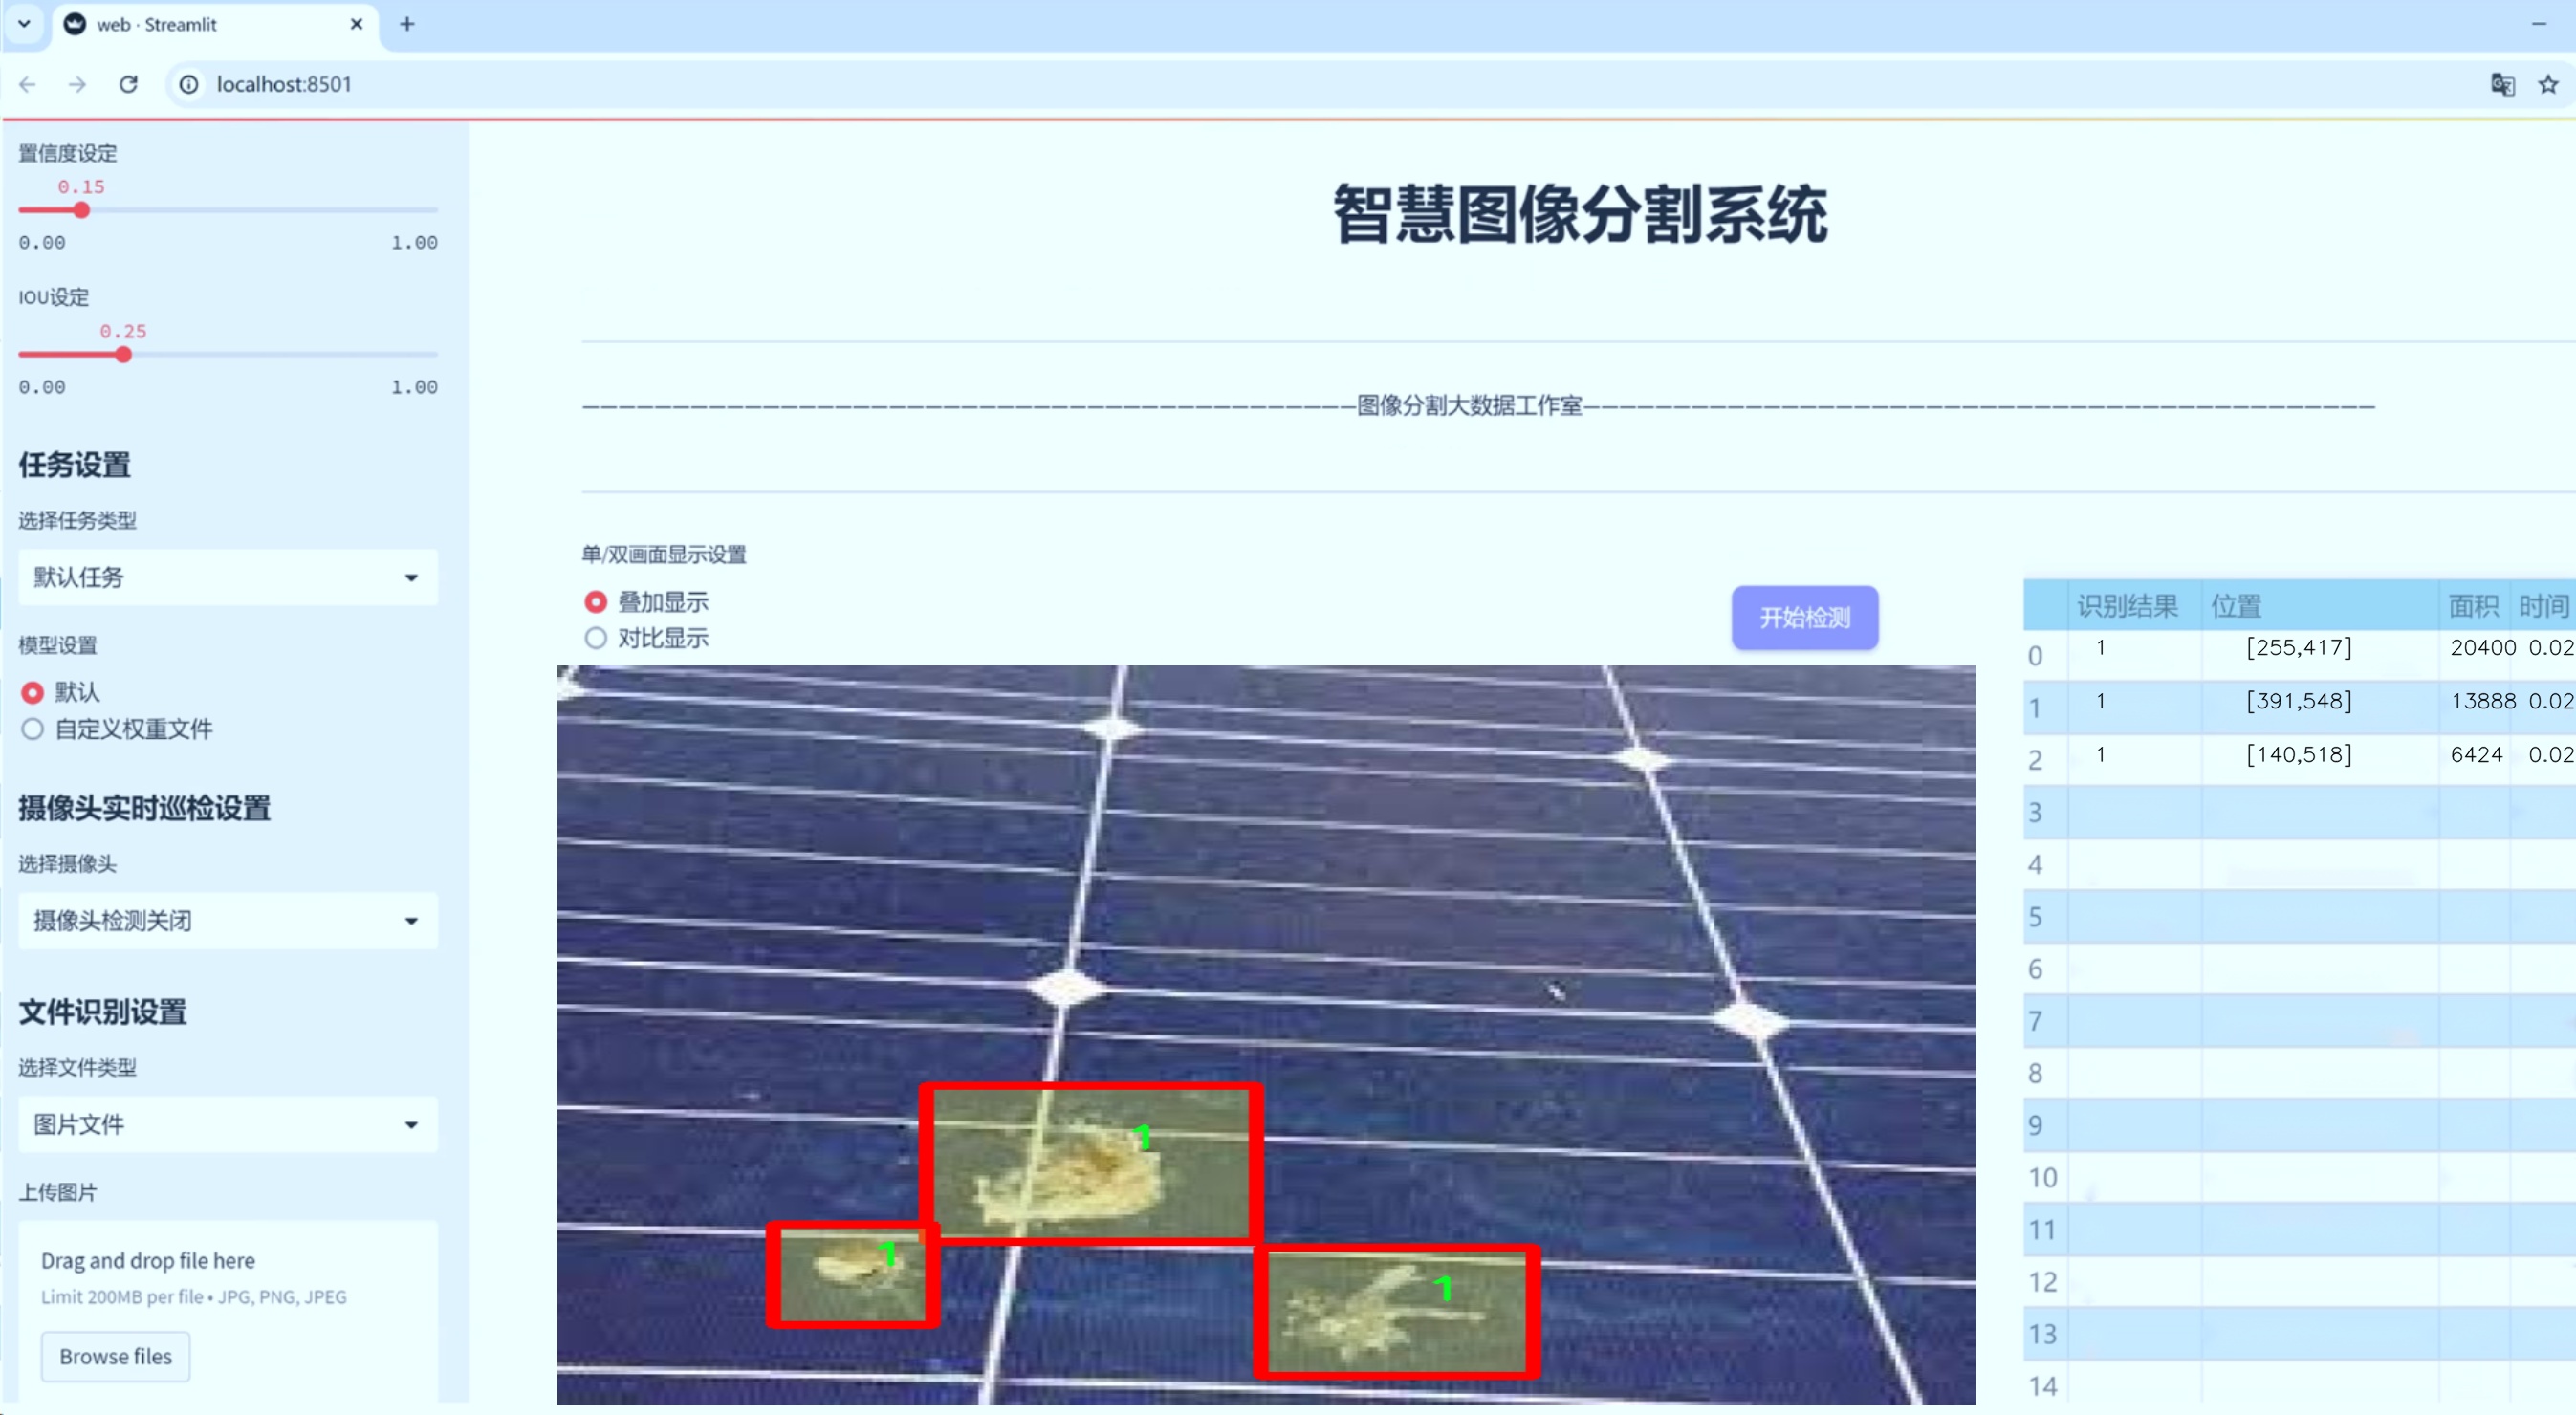 web · Streamlit
localhost:8501
置信度设定
0.15
0.00 1.00
IOU设定
0.25
0.00 1.00
任务设置
选择任务类型
默认任务
模型设置
默认
自定义权重文件
摄像头实时巡检设置
选择摄像头
摄像头检测关闭
文件识别设置
选择文件类型
图片文件
上传图片
Drag and drop file here
Limit 200MB per file • JPG, PNG, JPEG
Browse files
智慧图像分割系统
图像分割大数据工作室
单/双画面显示设置
叠加显示
对比显示
开始检测
1
1
1
识别结果 位置 面积 时间
0 1 [255,417] 20400 0.02
1 1 [391,548] 13888 0.02
2 1 [140,518] 6424 0.02
3
4
5
6
7
8
9
10
11
12
13
14